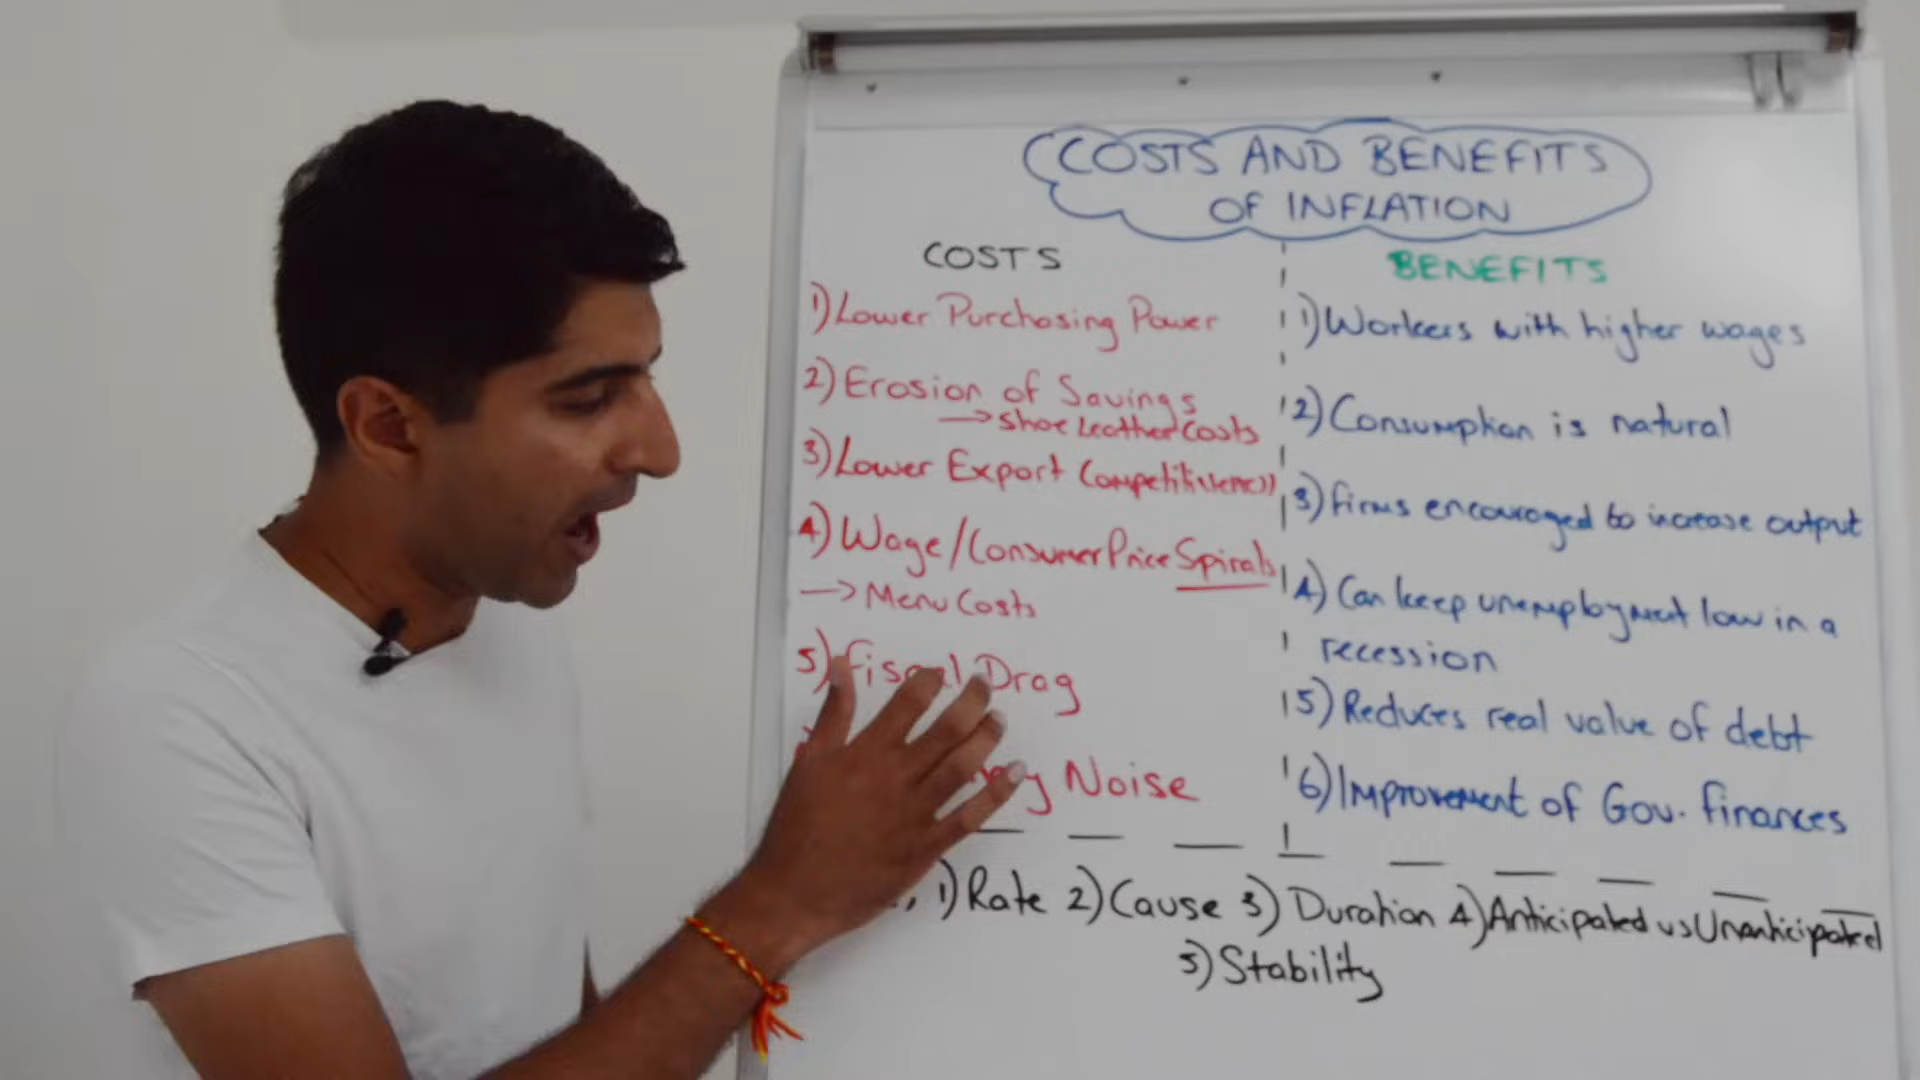 COSTS AND BENEFITS
OF INFLATION
COSTS
1) Lower Purchasing Power
2) Erosion of Savings
→ Shoe Leather Costs
3) Lower Export Competitiveness
4) Wage/Consumer Price Spirals
→ Menu Costs
5) Fiscal Drag
Noise
BENEFITS
1) Workers with higher wages
2) Consumption is natural
3) Firms encouraged to increase output
4) Can keep unemployment low in a
recession
5) Reduces real value of debt
6) Improvement of Gov. Finances
1) Rate 2) Cause 3) Duration 4) Anticipated vs Unanticipated
5) Stability